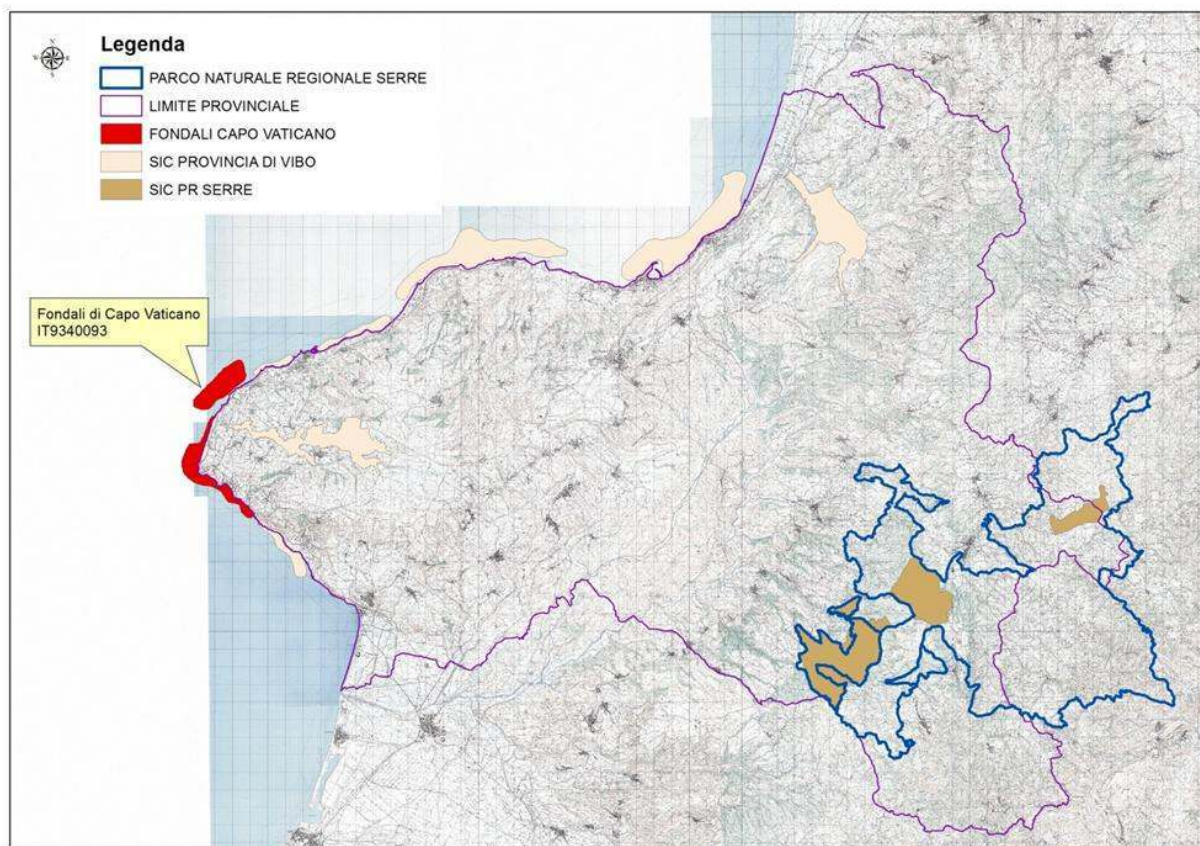 Legenda
PARCO NATURALE REGIONALE SERRE
LIMITE PROVINCIALE
FONDALI CAPO VATICANO
SIC PROVINCIA DI VIBO
SIC PR SERRE
Fondali di Capo Vaticano
IT9340093